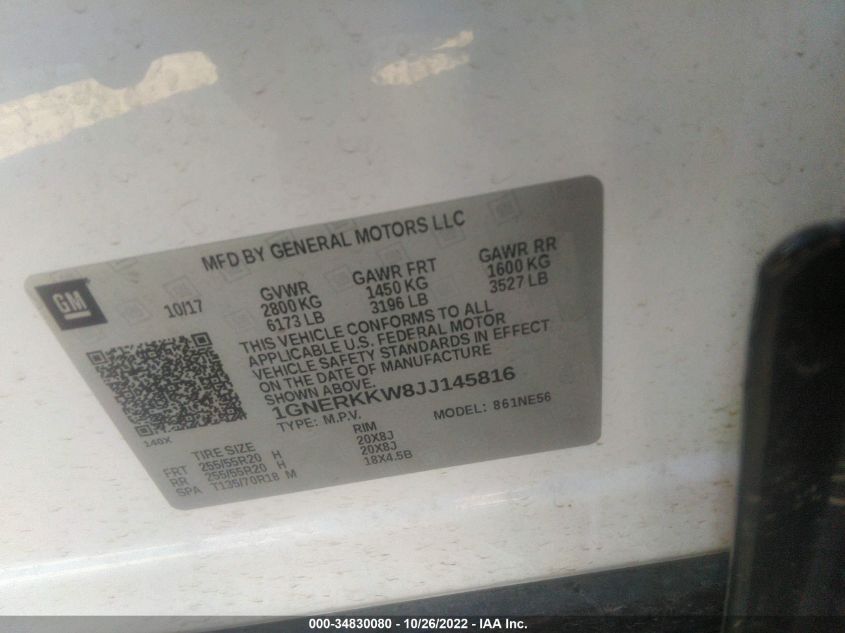 MFD BY GENERAL MOTORS LLC
GM
10/17
GVWR
2800 KG
6173 LB
GAWR FRT
1450 KG
3196 LB
GAWR RR
1600 KG
3527 LB
THIS VEHICLE CONFORMS TO ALL
APPLICABLE U.S. FEDERAL MOTOR
VEHICLE SAFETY STANDARDS IN EFFECT
ON THE DATE OF MANUFACTURE
SHOWN ABOVE.
1GNERKKW8JJ145816
TYPE: M.P.V. MODEL: 861NE56
140X
TIRE SIZE RIM
FRT 255/55R20 H 20X8J
RR 255/55R20 H 20X8J
SPA T135/70R18 M 18X4.5B
000-34830080 - 10/26/2022 - IAA Inc.